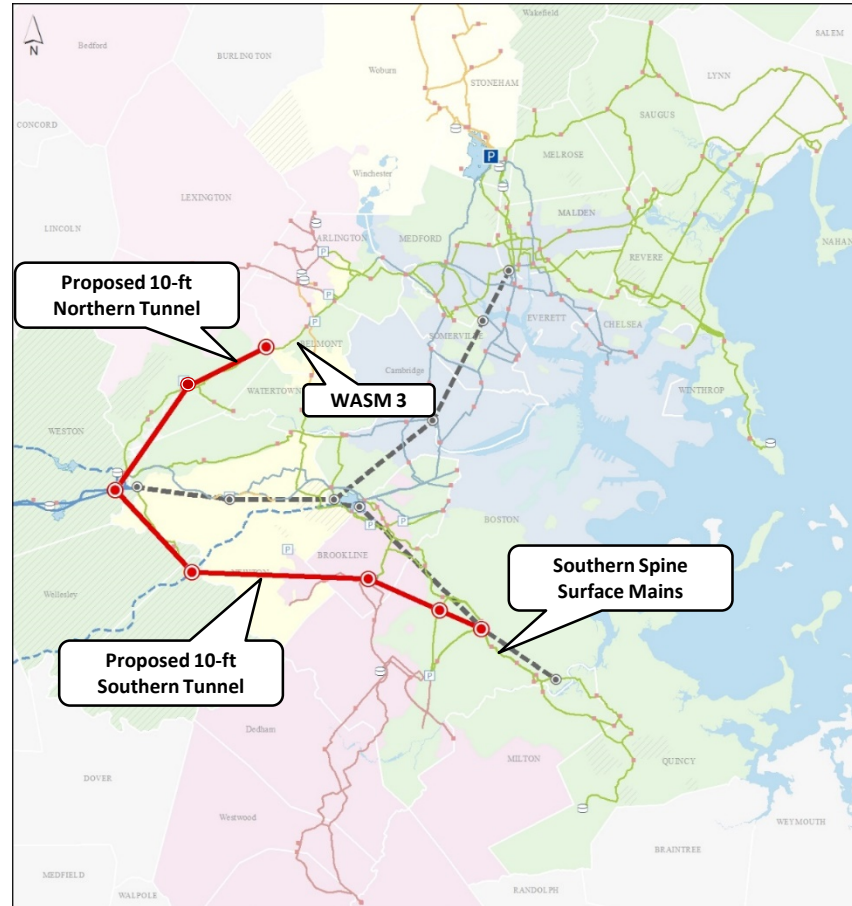 Wakefield
SALEM
N
Bedford
BURLINGTON
Woburn
STONEHAM
LYNN
CONCORD
SAUGUS
P
MELROSE
Winchester
LEXINGTON
MALDEN
LINCOLN
ARLINGTON
MEDFORD
P
REVERE
NAHAN
Proposed 10-ft
Northern Tunnel
P
EVERETT
CHELSEA
P
SOMERVILLE
BELMONT
Cambridge
P
WATERTOWN
WASM 3
WINTHROP
WESTON
BOSTON
P
P
P
BROOKLINE
Southern Spine
Surface Mains
NEWTON
Wellesley
Proposed 10-ft
Southern Tunnel
P
Dedham
MILTON
QUINCY
DOVER
Westwood
WEYMOUTH
BRAINTREE
MEDFIELD
WALPOLE
RANDOLPH